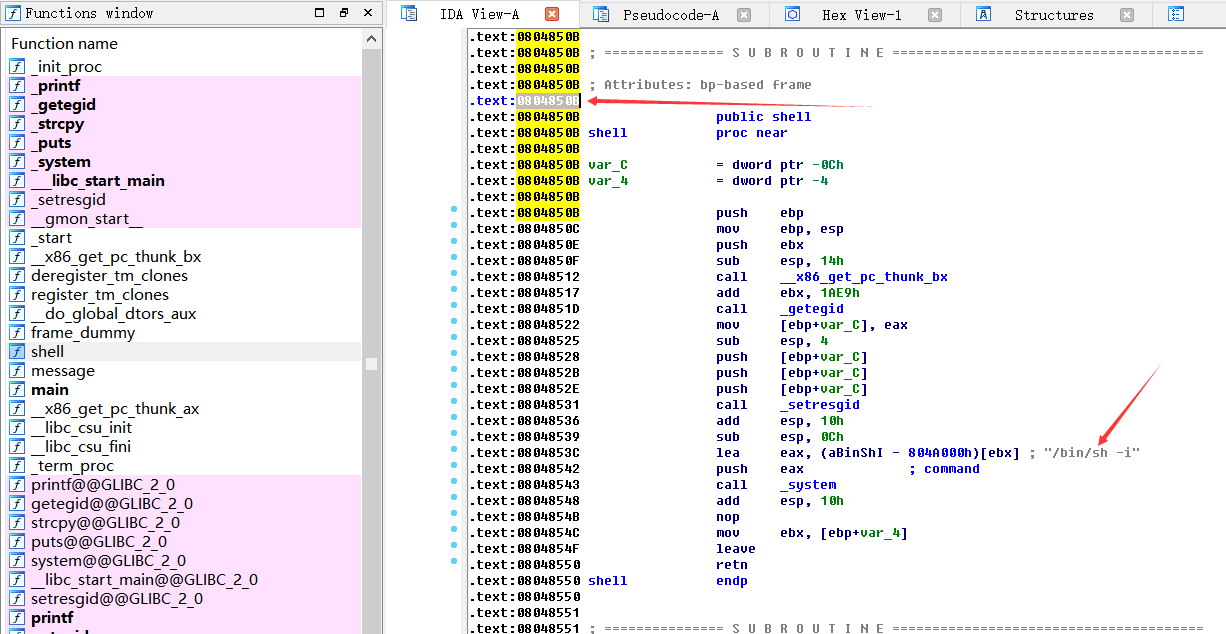 Functions window
Function name
_init_proc
_printf
_getegid
_strcpy
_puts
_system
__libc_start_main
_setresgid
__gmon_start__
_start
__x86_get_pc_thunk_bx
deregister_tm_clones
register_tm_clones
__do_global_dtors_aux
frame_dummy
shell
message
main
__x86_get_pc_thunk_ax
__libc_csu_init
__libc_csu_fini
_term_proc
printf@@GLIBC_2_0
getegid@@GLIBC_2_0
strcpy@@GLIBC_2_0
puts@@GLIBC_2_0
system@@GLIBC_2_0
__libc_start_main@@GLIBC_2_0
setresgid@@GLIBC_2_0
printf
IDA View-A Pseudocode-A Hex View-1 Structures
.text:0804850B
.text:0804850B ; =============== S U B R O U T I N E =======================================
.text:0804850B
.text:0804850B ; Attributes: bp-based frame
.text:0804850B
.text:0804850B public shell
.text:0804850B shell proc near
.text:0804850B
.text:0804850B var_C = dword ptr -0Ch
.text:0804850B var_4 = dword ptr -4
.text:0804850B
.text:0804850B push ebp
.text:0804850C mov ebp, esp
.text:0804850E push ebx
.text:0804850F sub esp, 14h
.text:08048512 call __x86_get_pc_thunk_bx
.text:08048517 add ebx, 1AE9h
.text:0804851D call _getegid
.text:08048522 mov [ebp+var_C], eax
.text:08048525 sub esp, 4
.text:08048528 push [ebp+var_C]
.text:0804852B push [ebp+var_C]
.text:0804852E push [ebp+var_C]
.text:08048531 call _setresgid
.text:08048536 add esp, 10h
.text:08048539 sub esp, 0Ch
.text:0804853C lea eax, (aBinShI - 804A000h)[ebx] ; "/bin/sh -i"
.text:08048542 push eax ; command
.text:08048543 call _system
.text:08048548 add esp, 10h
.text:0804854B nop
.text:0804854C mov ebx, [ebp+var_4]
.text:0804854F leave
.text:08048550 retn
.text:08048550 shell endp
.text:08048550
.text:08048551
.text:08048551 ; =============== S U B R O U T I N E =======================================